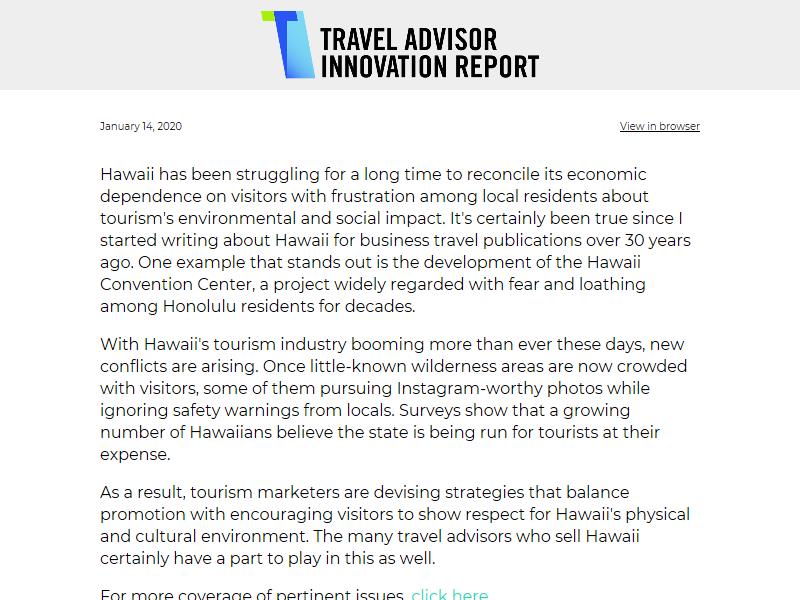 TRAVEL ADVISOR
INNOVATION REPORT
January 14, 2020
View in browser
Hawaii has been struggling for a long time to reconcile its economic
dependence on visitors with frustration among local residents about
tourism's environmental and social impact. It's certainly been true since I
started writing about Hawaii for business travel publications over 30 years
ago. One example that stands out is the development of the Hawaii
Convention Center, a project widely regarded with fear and loathing
among Honolulu residents for decades.
With Hawaii's tourism industry booming more than ever these days, new
conflicts are arising. Once little-known wilderness areas are now crowded
with visitors, some of them pursuing Instagram-worthy photos while
ignoring safety warnings from locals. Surveys show that a growing
number of Hawaiians believe the state is being run for tourists at their
expense.
As a result, tourism marketers are devising strategies that balance
promotion with encouraging visitors to show respect for Hawaii's physical
and cultural environment. The many travel advisors who sell Hawaii
certainly have a part to play in this as well.
For more coverage of pertinent issues, click here